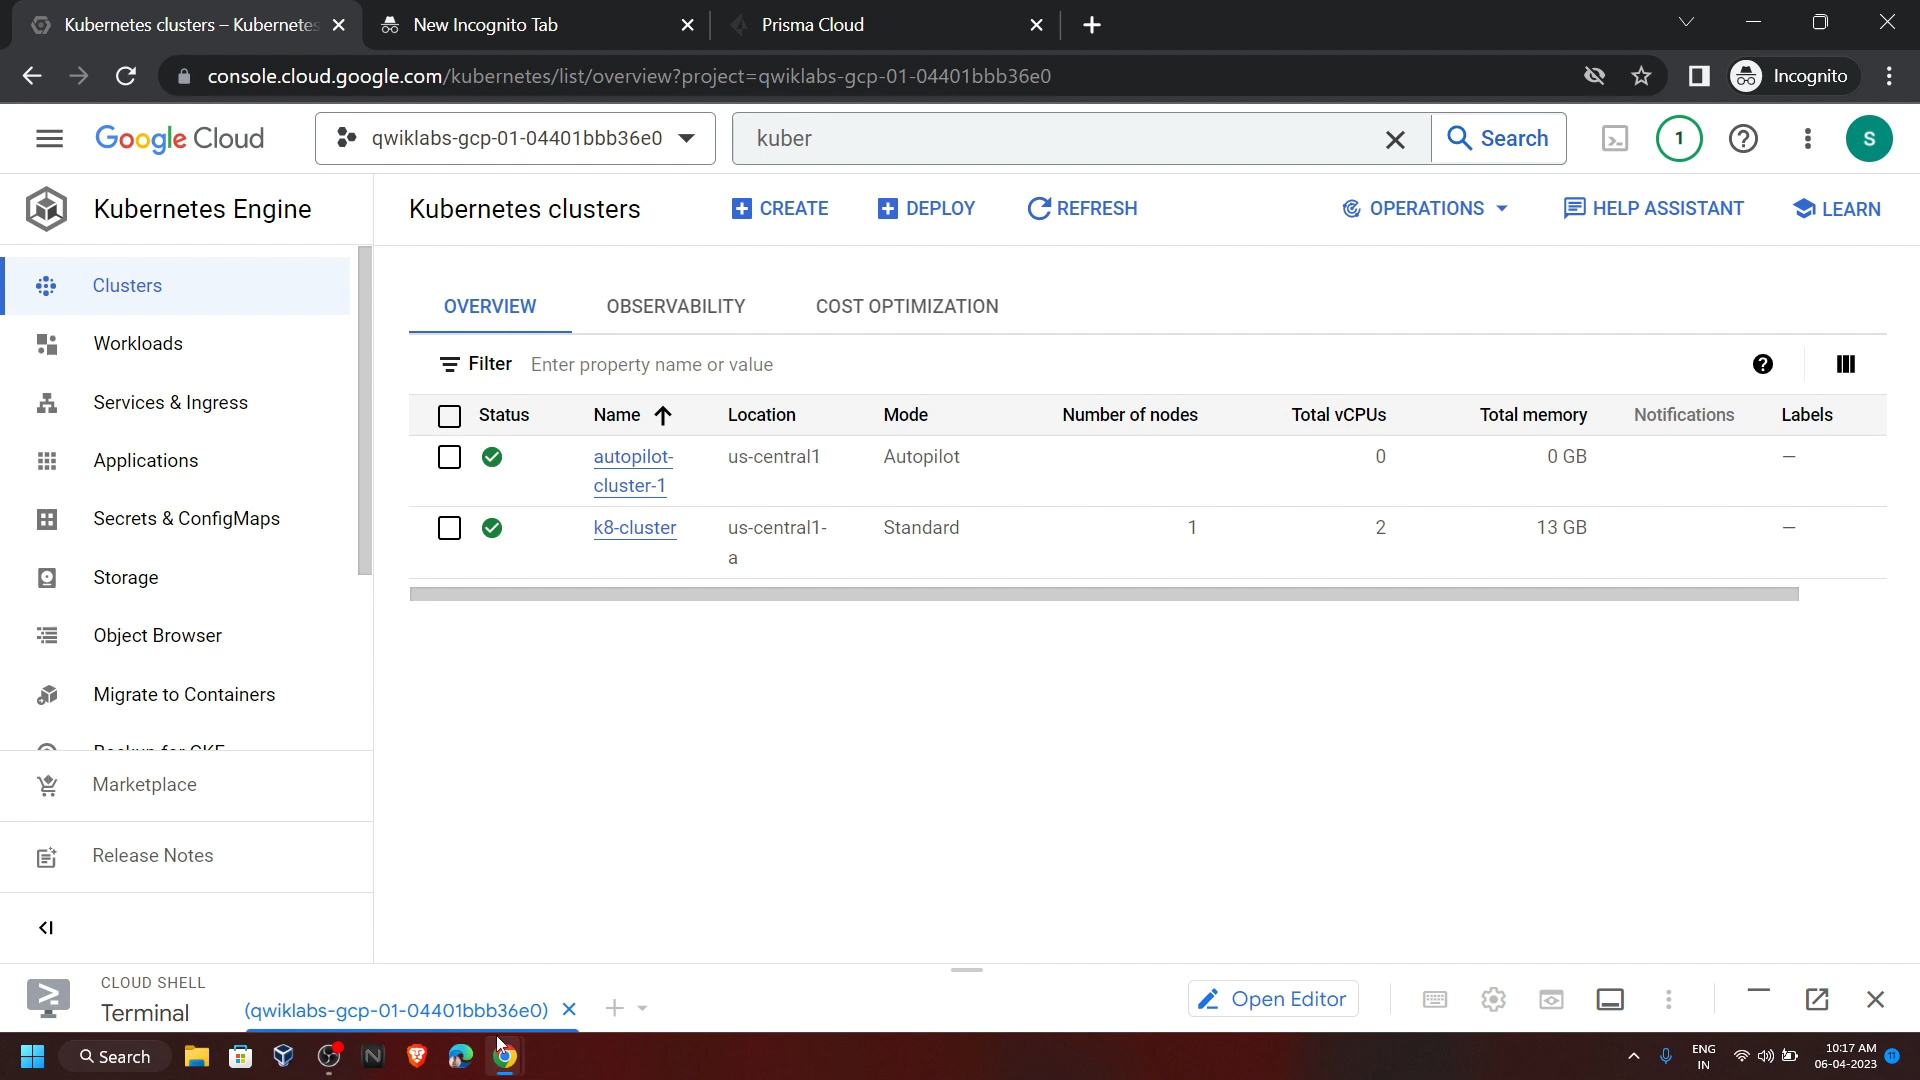 Kubernetes clusters – Kubernetes
New Incognito Tab
Prisma Cloud
console.cloud.google.com/kubernetes/list/overview?project=qwiklabs-gcp-01-04401bbb36e0
Incognito
Google Cloud
qwiklabs-gcp-01-04401bbb36e0
kuber
Search
1
S
Kubernetes Engine
Kubernetes clusters
CREATE
DEPLOY
REFRESH
OPERATIONS
HELP ASSISTANT
LEARN
Clusters
Workloads
Services & Ingress
Applications
Secrets & ConfigMaps
Storage
Object Browser
Migrate to Containers
Backup for GKE
Marketplace
Release Notes
OVERVIEW
OBSERVABILITY
COST OPTIMIZATION
Filter Enter property name or value
Status Name Location Mode Number of nodes Total vCPUs Total memory Notifications Labels
autopilot- us-central1 Autopilot 0 0 GB —
cluster-1
k8-cluster us-central1- Standard 1 2 13 GB —
a
CLOUD SHELL
Terminal
(qwiklabs-gcp-01-04401bbb36e0)
Open Editor
Search
ENG
IN
10:17 AM
06-04-2023